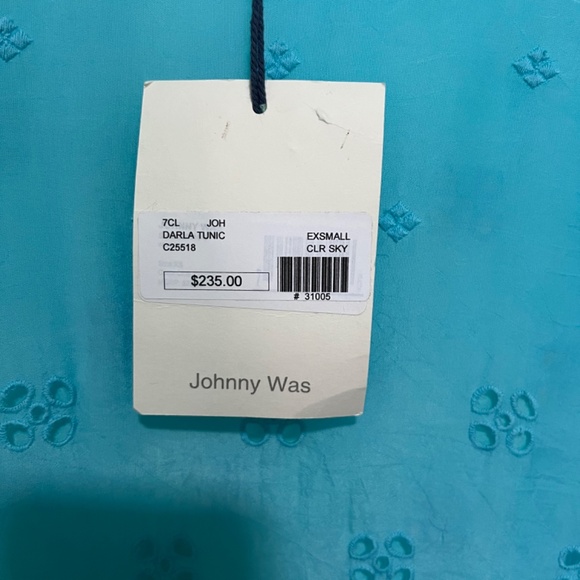 7CL JOH
DARLA TUNIC EXSMALL
C25518 CLR SKY
$235.00
# 31005
Johnny Was